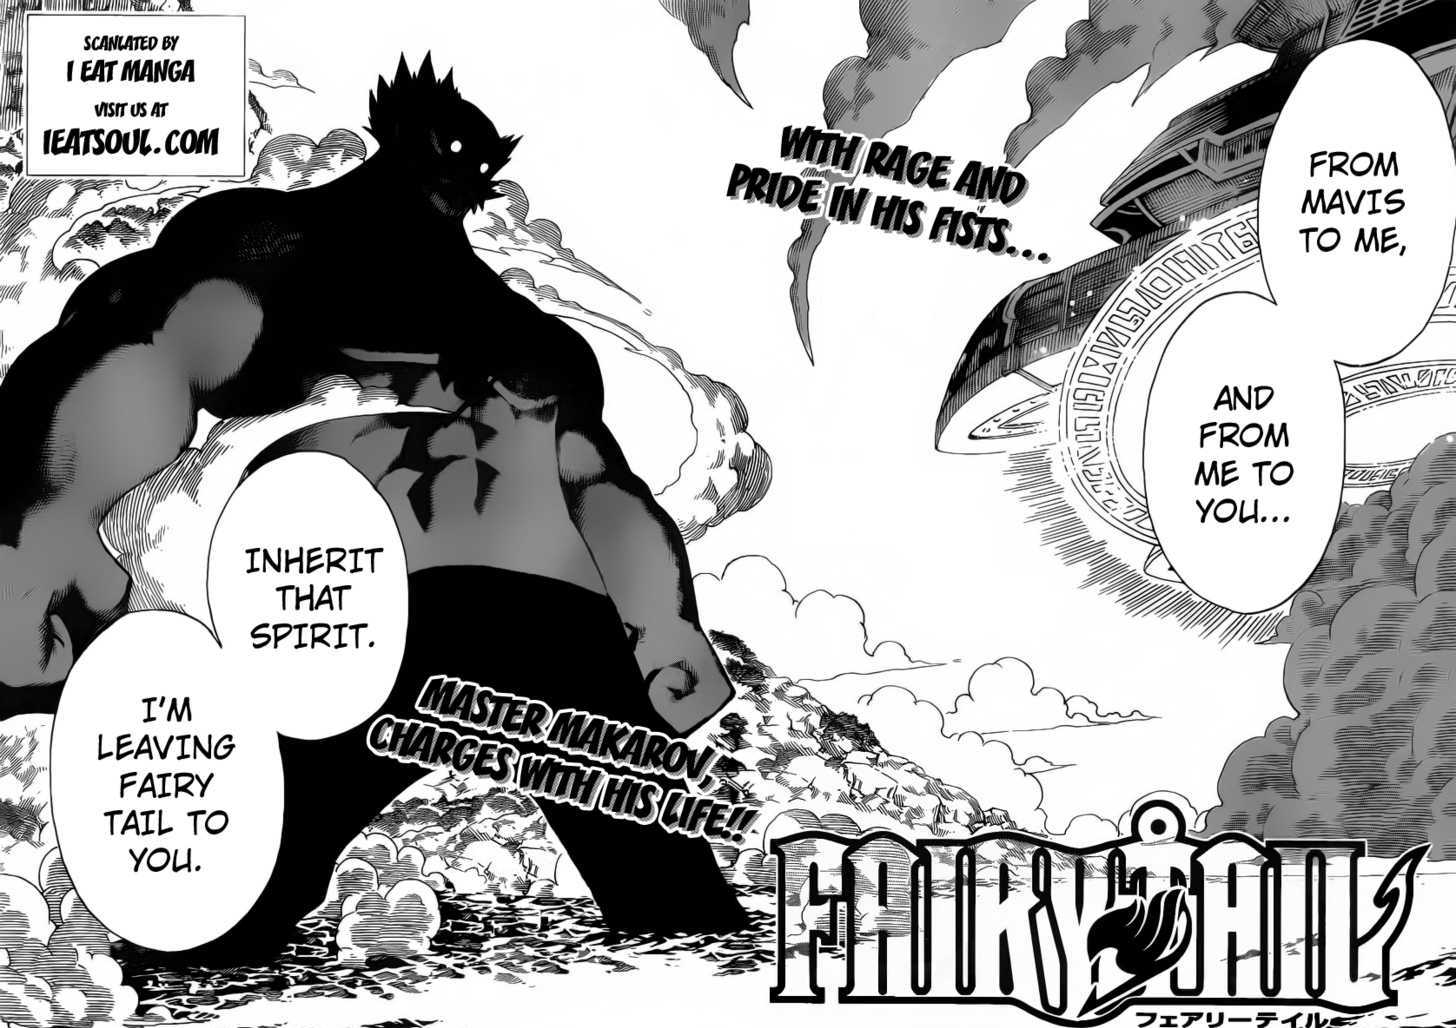 SCANLATED BY
I EAT MANGA
VISIT US AT
IEATSOUL.COM
FROM
MAVIS
TO ME,
AND
FROM
ME TO
YOU...
WITH RAGE AND
PRIDE IN HIS FISTS...
INHERIT
THAT
SPIRIT.
I'M
LEAVING
FAIRY
TAIL TO
YOU.
MASTER MAKAROV,
CHARGES WITH HIS LIFE!!
FAIRY TAIL
フェアリーテイル